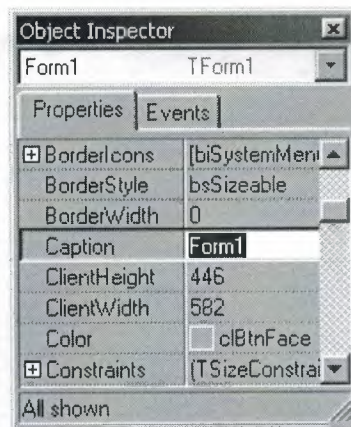 Object Inspector
Form1 TForm1
Properties Events
BorderIcons [biSystemMenu
BorderStyle bsSizeable
BorderWidth 0
Caption Form1
ClientHeight 446
ClientWidth 582
Color clBtnFace
Constraints (TSizeConstrai
All shown